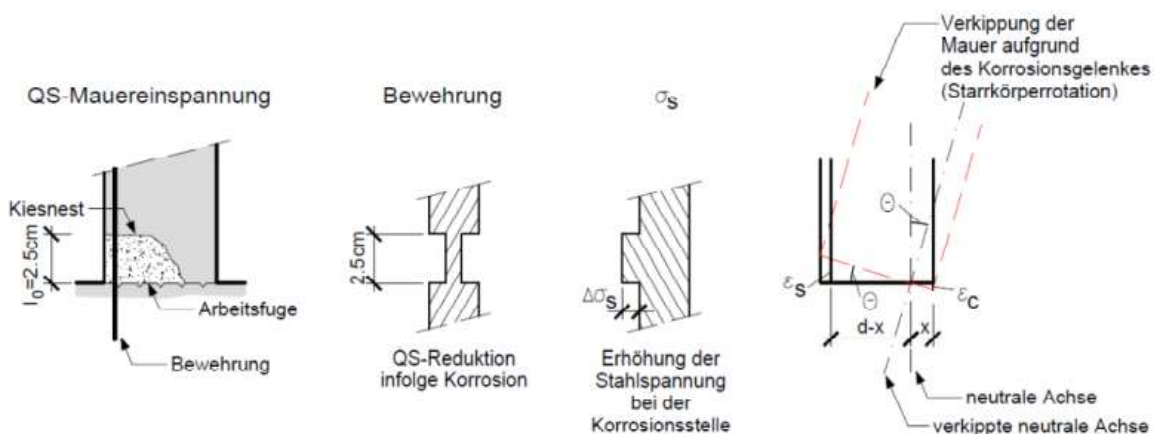 QS-Mauereinspannung
Kiesnest
l₀=2.5cm
Arbeitsfuge
Bewehrung
Bewehrung
2.5cm
QS-Reduktion
infolge Korrosion
σs
Δσs
Erhöhung der
Stahlspannung
bei der
Korrosionsstelle
Verkippung der
Mauer aufgrund
des Korrosionsgelenkes
(Starrkörperrotation)
Θ
εs
Θ
εc
d-x
x
neutrale Achse
verkippte neutrale Achse